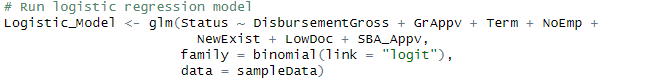 # Run logistic regression model
Logistic_Model <- glm(Status ~ DisbursementGross + GrAppv + Term + NoEmp +
NewExist + LowDoc + SBA_Appv,
family = binomial(link = "logit"),
data = sampleData)